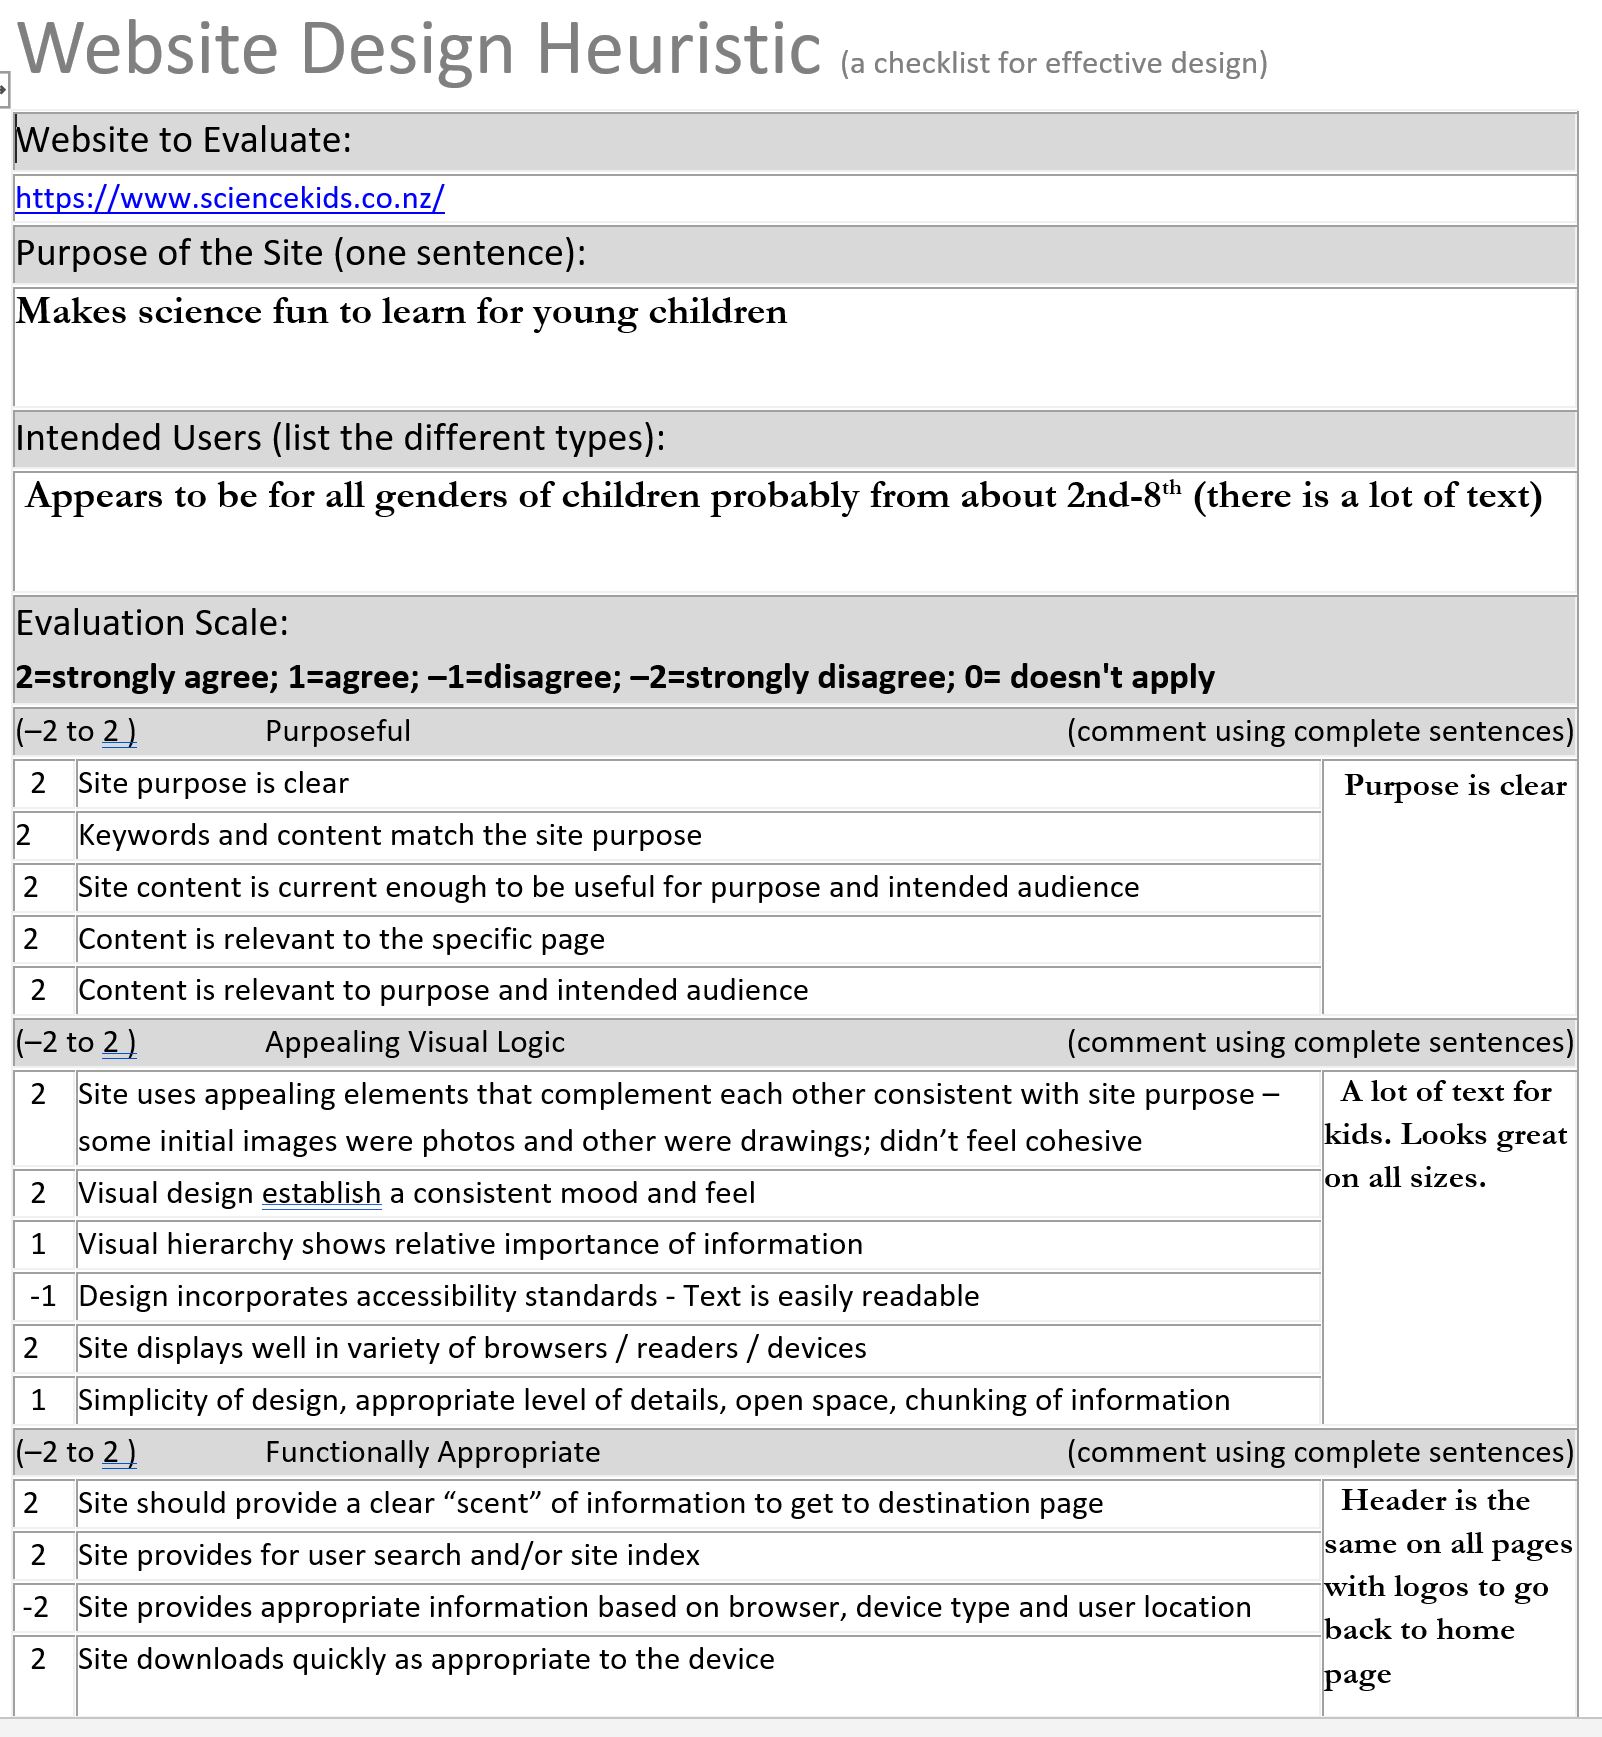 Website Design Heuristic (a checklist for effective design)
Website to Evaluate:
https://www.sciencekids.co.nz/
Purpose of the Site (one sentence):
Makes science fun to learn for young children
Intended Users (list the different types):
Appears to be for all genders of children probably from about 2nd-8th (there is a lot of text)
Evaluation Scale:
2=strongly agree; 1=agree; –1=disagree; –2=strongly disagree; 0= doesn't apply
(–2 to 2 ) Purposeful (comment using complete sentences)
2 Site purpose is clear Purpose is clear
2 Keywords and content match the site purpose
2 Site content is current enough to be useful for purpose and intended audience
2 Content is relevant to the specific page
2 Content is relevant to purpose and intended audience
(–2 to 2 ) Appealing Visual Logic (comment using complete sentences)
2 Site uses appealing elements that complement each other consistent with site purpose – A lot of text for
some initial images were photos and other were drawings; didn’t feel cohesive kids. Looks great
on all sizes.
2 Visual design establish a consistent mood and feel
1 Visual hierarchy shows relative importance of information
-1 Design incorporates accessibility standards - Text is easily readable
2 Site displays well in variety of browsers / readers / devices
1 Simplicity of design, appropriate level of details, open space, chunking of information
(–2 to 2 ) Functionally Appropriate (comment using complete sentences)
2 Site should provide a clear “scent” of information to get to destination page Header is the
2 Site provides for user search and/or site index same on all pages
-2 Site provides appropriate information based on browser, device type and user location with logos to go
back to home
2 Site downloads quickly as appropriate to the device page